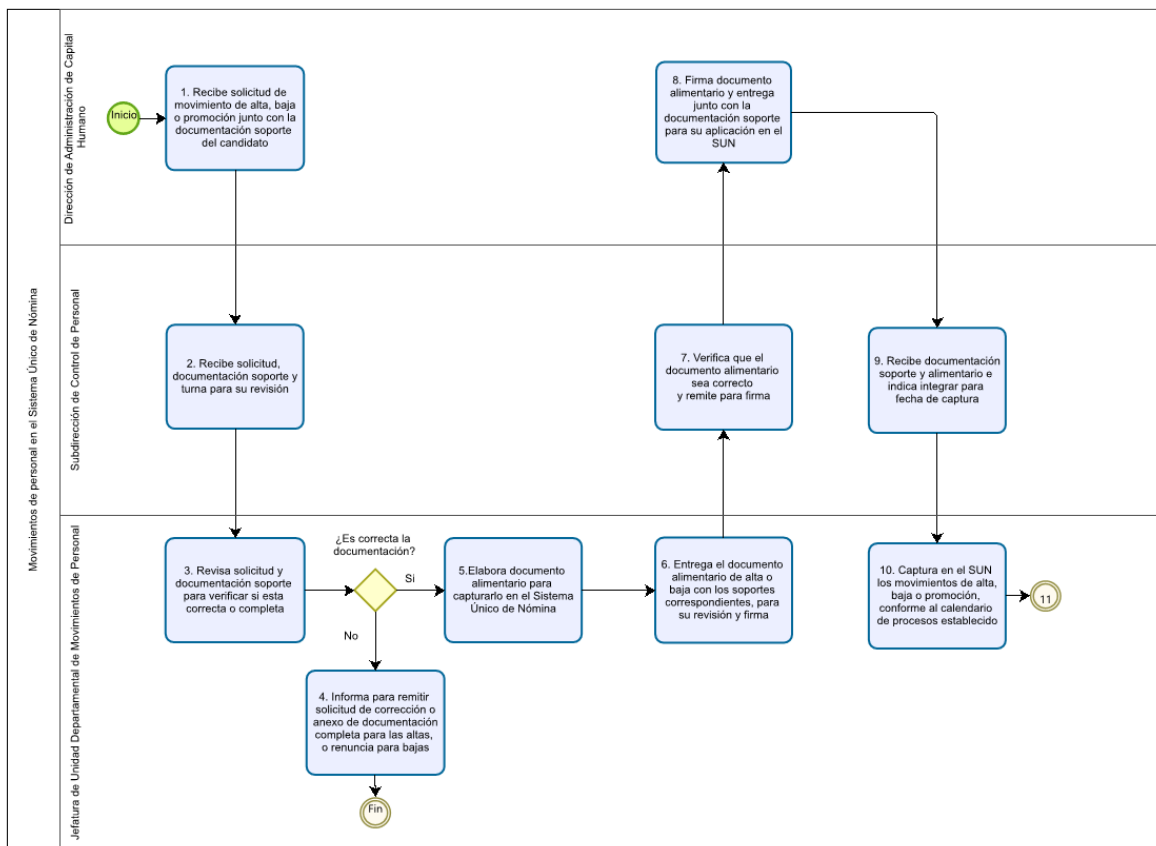 Movimientos de personal en el Sistema Único de Nómina
Dirección de Administración de Capital
Humano
Inicio
1. Recibe solicitud de
movimiento de alta, baja
o promoción junto con la
documentación soporte
del candidato
8. Firma documento
alimentario y entrega
junto con la
documentación soporte
para su aplicación en el
SUN
Subdirección de Control de Personal
2. Recibe solicitud,
documentación soporte y
turna para su revisión
7. Verifica que el
documento alimentario
sea correcto
y remite para firma
9. Recibe documentación
soporte y alimentario e
indica integrar para
fecha de captura
Jefatura de Unidad Departamental de Movimientos de Personal
3. Revisa solicitud y
documentación soporte
para verificar si esta
correcta o completa
¿Es correcta la
documentación?
Si
No
4. Informa para remitir
solicitud de corrección o
anexo de documentación
completa para las altas,
o renuncia para bajas
Fin
5.Elabora documento
alimentario para
capturarlo en el Sistema
Único de Nómina
6. Entrega el documento
alimentario de alta o
baja con los soportes
correspondientes, para
su revisión y firma
10. Captura en el SUN
los movimientos de alta,
baja o promoción,
conforme al calendario
de procesos establecido
11